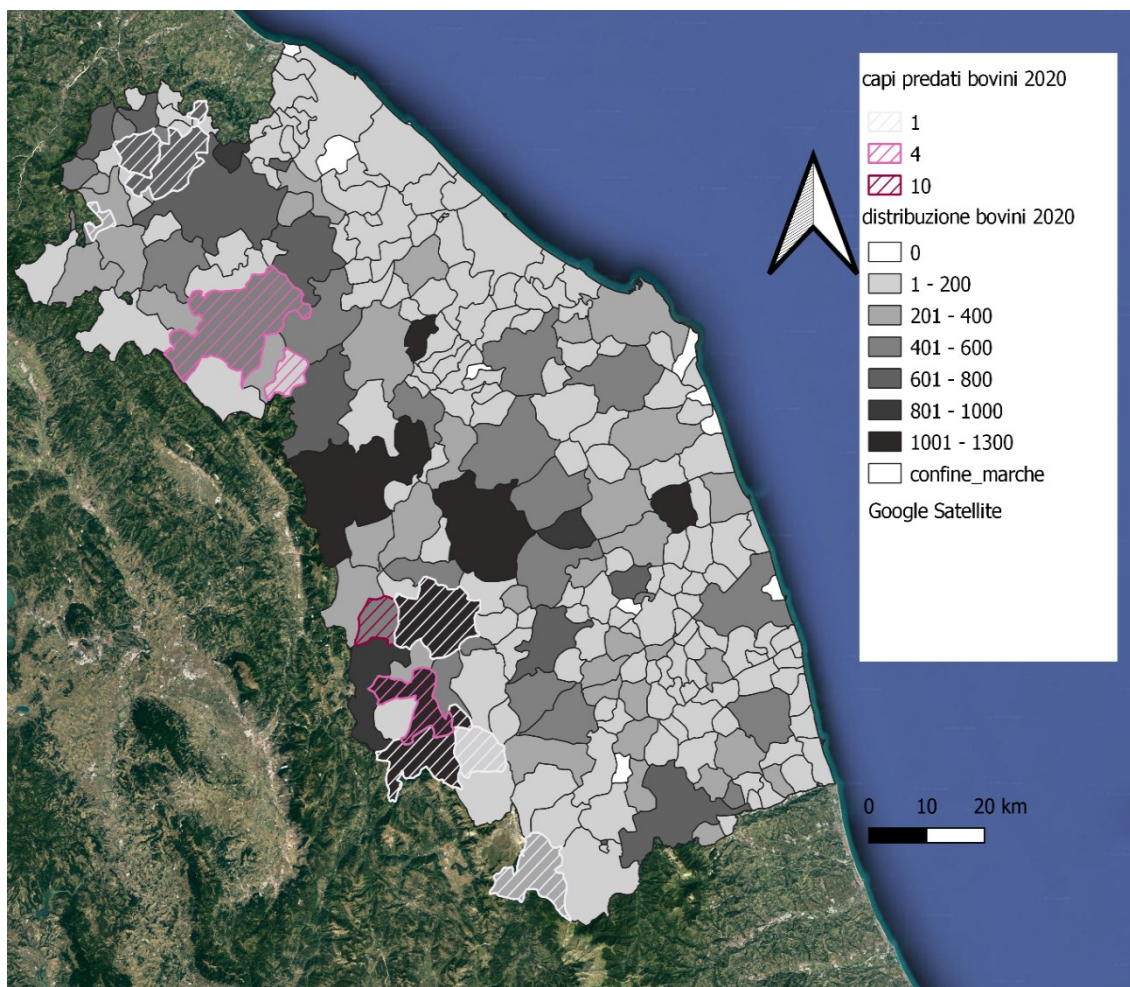 capi predati bovini 2020
1
4
10
distribuzione bovini 2020
0
1 - 200
201 - 400
401 - 600
601 - 800
801 - 1000
1001 - 1300
confine_marche
Google Satellite
0 10 20 km